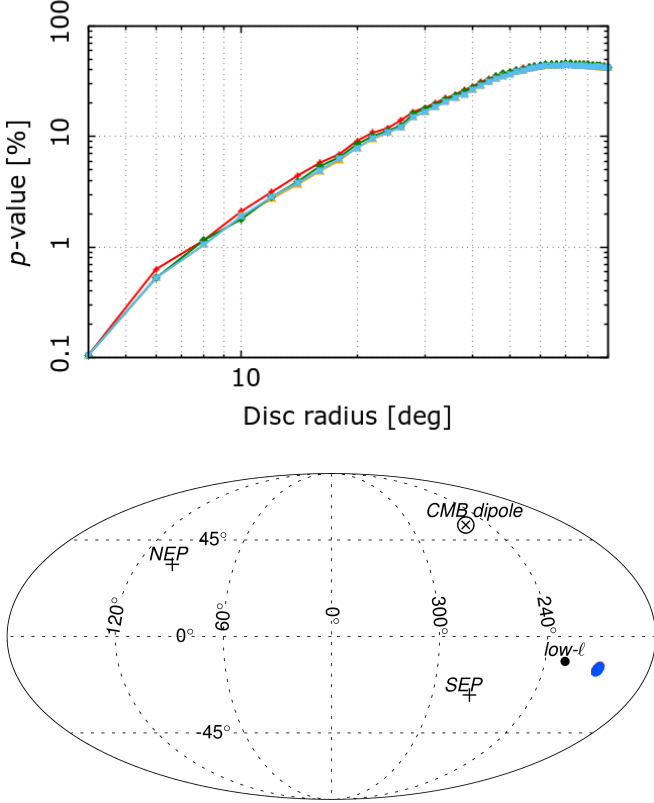 100
10
1
0.1
p-value [%]
10
Disc radius [deg]
CMB dipole
NEP
45°
120°
60°
0°
300°
240°
0°
low-ℓ
SEP
-45°